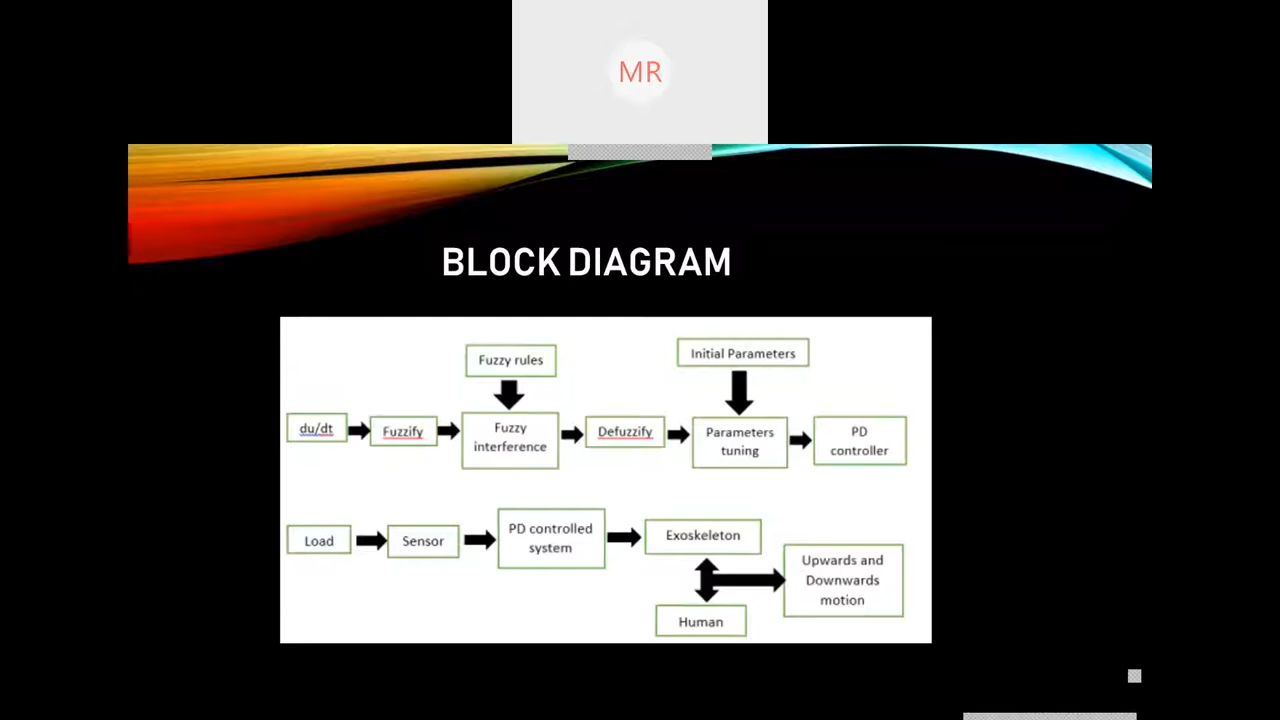 MR
BLOCK DIAGRAM
Fuzzy rules
Initial Parameters
du/dt
Fuzzify
Fuzzy
interference
Defuzzify
Parameters
tuning
PD
controller
Load
Sensor
PD controlled
system
Exoskeleton
Upwards and
Downwards
motion
Human